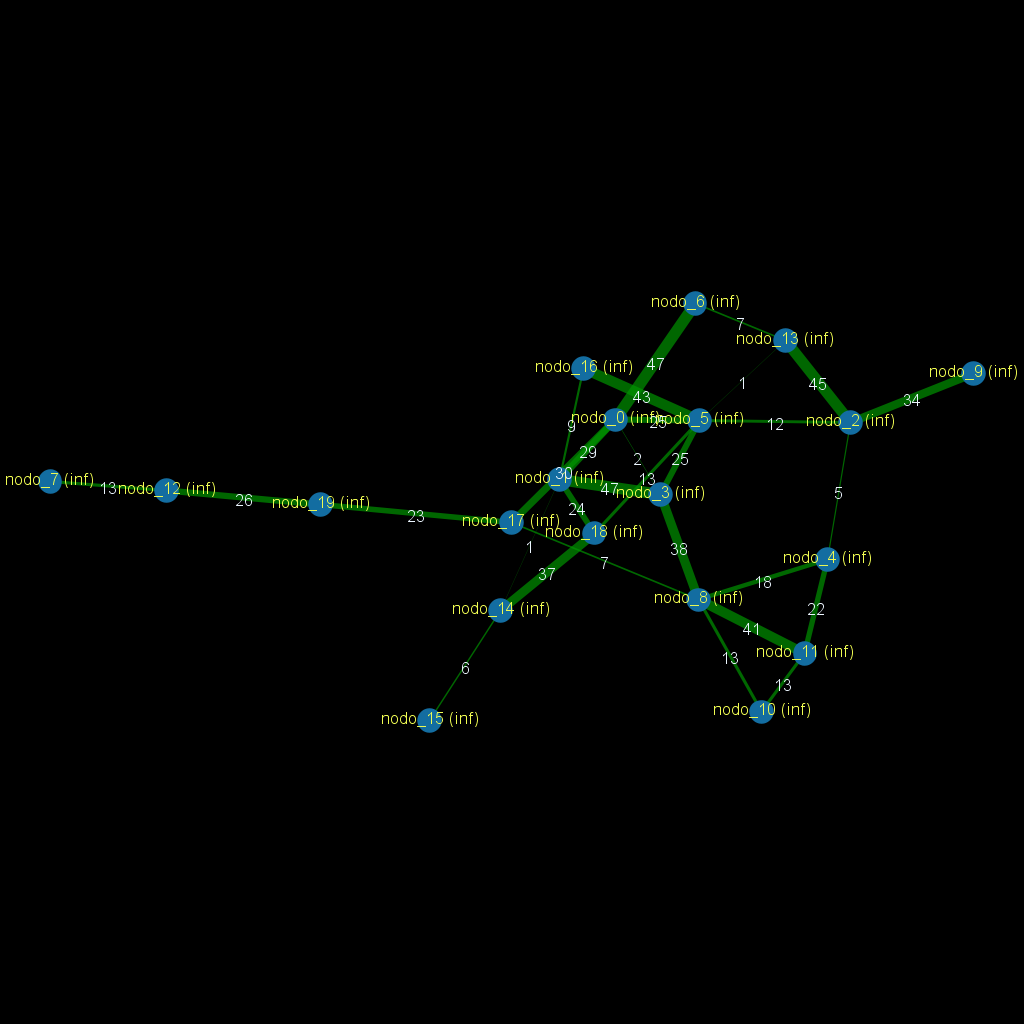 nodo_6 (inf)
7
nodo_13 (inf)
47
nodo_16 (inf)
nodo_9 (inf)
1
45
43
34
nodo_0 (inf)
25
nodo_5 (inf)
12
nodo_2 (inf)
9
29
2
25
30
nodo_1 (inf)
13
nodo_7 (inf)
13
nodo_12 (inf)
47
nodo_3 (inf)
5
26
nodo_19 (inf)
24
23
nodo_17 (inf)
nodo_18 (inf)
1
38
7
nodo_4 (inf)
37
18
nodo_8 (inf)
nodo_14 (inf)
22
41
nodo_11 (inf)
13
6
13
nodo_10 (inf)
nodo_15 (inf)